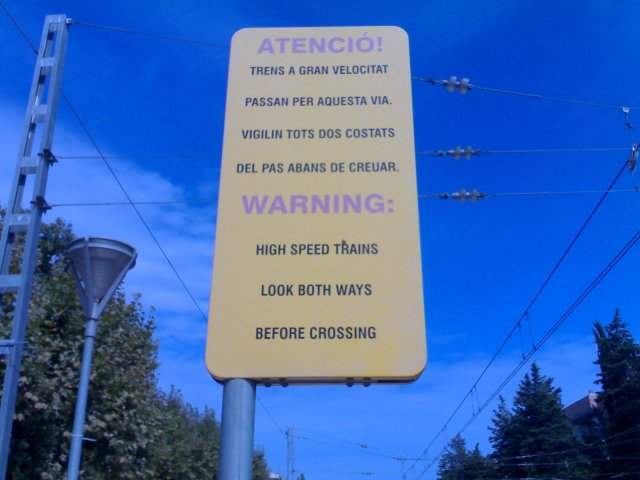 ATENCIÓ!
TRENS A GRAN VELOCITAT
PASSAN PER AQUESTA VIA.
VIGILIN TOTS DOS COSTATS
DEL PAS ABANS DE CREUAR.
WARNING:
HIGH SPEED TRAINS
LOOK BOTH WAYS
BEFORE CROSSING